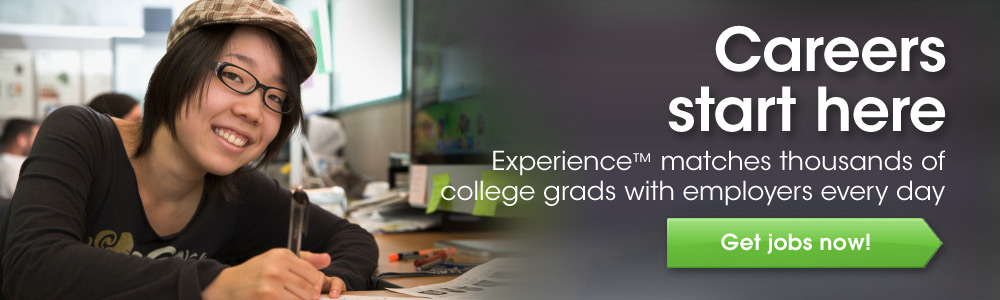 Careers
start here
Experience™ matches thousands of
college grads with employers every day
Get jobs now!